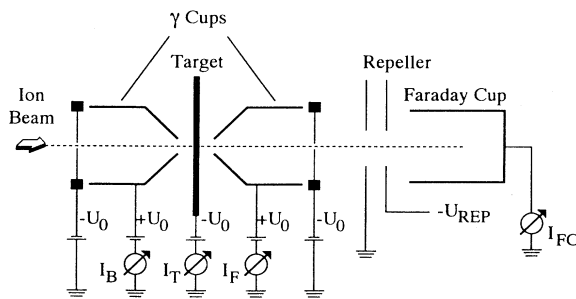 γ Cups
Target
Repeller
Faraday Cup
Ion
Beam
-U0
+U0
-U0
+U0
-U0
-UREP
IB
IT
IF
IFC